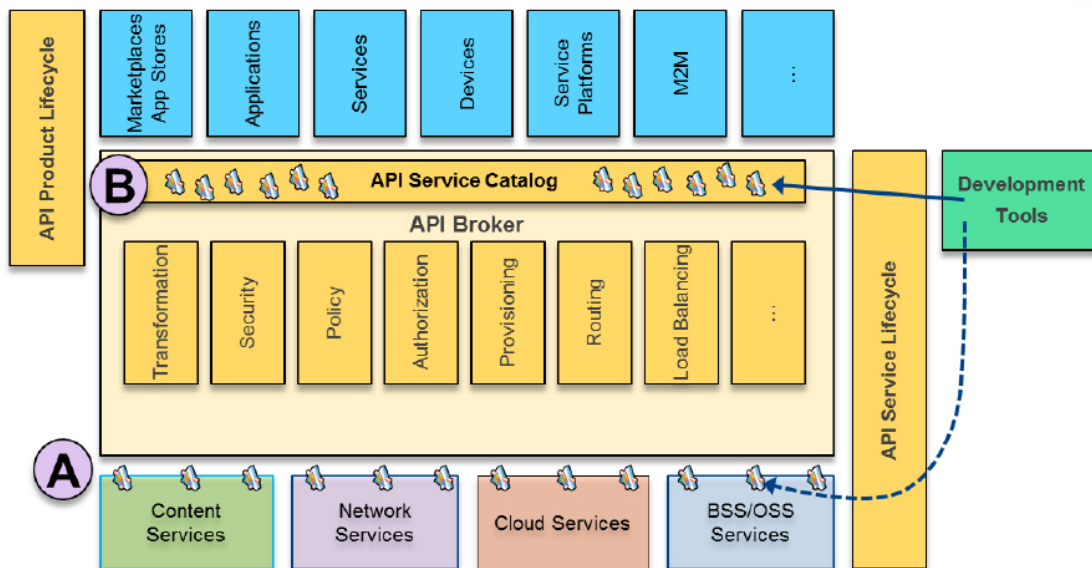 API Product Lifecycle
Marketplaces
App Stores
Applications
Services
Devices
Service
Platforms
M2M
...
B
API Service Catalog
API Broker
Transformation
Security
Policy
Authorization
Provisioning
Routing
Load Balancing
...
API Service Lifecycle
Development
Tools
A
Content
Services
Network
Services
Cloud Services
BSS/OSS
Services